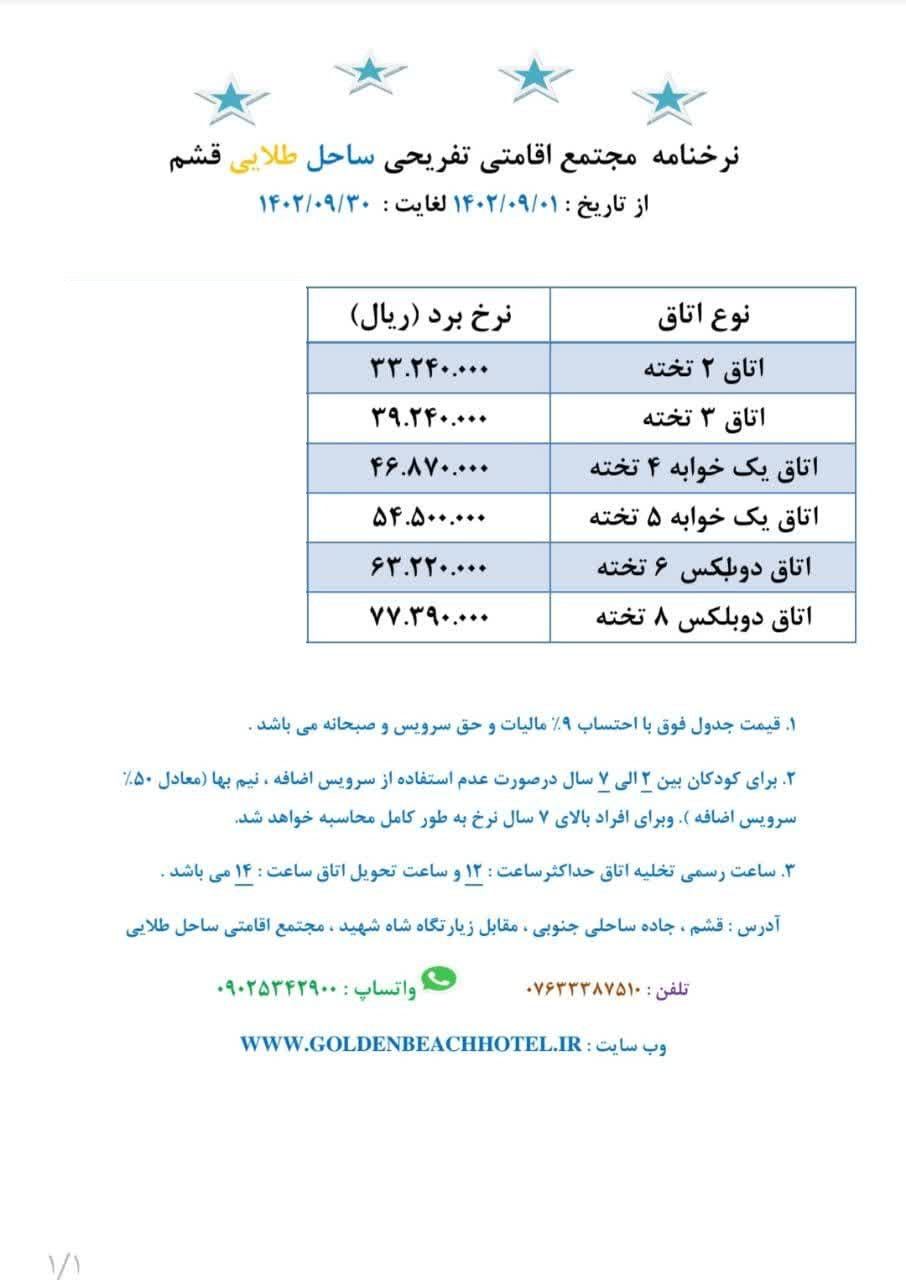 نرخنامه مجتمع اقامتی تفریحی ساحل طلایی قشم
از تاریخ : ۱۴۰۲/۰۹/۰۱ لغایت : ۱۴۰۲/۰۹/۳۰
نوع اتاق نرخ برد (ریال)
اتاق ۲ تخته ۳۳.۲۴۰.۰۰۰
اتاق ۳ تخته ۳۹.۲۴۰.۰۰۰
اتاق یک خوابه ۴ تخته ۴۶.۸۷۰.۰۰۰
اتاق یک خوابه ۵ تخته ۵۴.۵۰۰.۰۰۰
اتاق دوبلکس ۶ تخته ۶۳.۲۲۰.۰۰۰
اتاق دوبلکس ۸ تخته ۷۷.۳۹۰.۰۰۰
۱. قیمت جدول فوق با احتساب ۹٪ مالیات و حق سرویس و صبحانه می باشد .
۲. برای کودکان بین ۲ الی ۷ سال درصورت عدم استفاده از سرویس اضافه ، نیم بها (معادل ۵۰٪
سرویس اضافه ). وبرای افراد بالای ۷ سال نرخ به طور کامل محاسبه خواهد شد.
۳. ساعت رسمی تخلیه اتاق حداکثرساعت : ۱۲ و ساعت تحویل اتاق ساعت : ۱۴ می باشد .
آدرس : قشم ، جاده ساحلی جنوبی ، مقابل زیارتگاه شاه شهید ، مجتمع اقامتی ساحل طلایی
تلفن : ۰۷۶۳۳۳۸۷۵۱۰ واتساپ : ۰۹۰۲۵۳۴۲۹۰۰
وب سایت : WWW.GOLDENBEACHHOTEL.IR
۱/۱